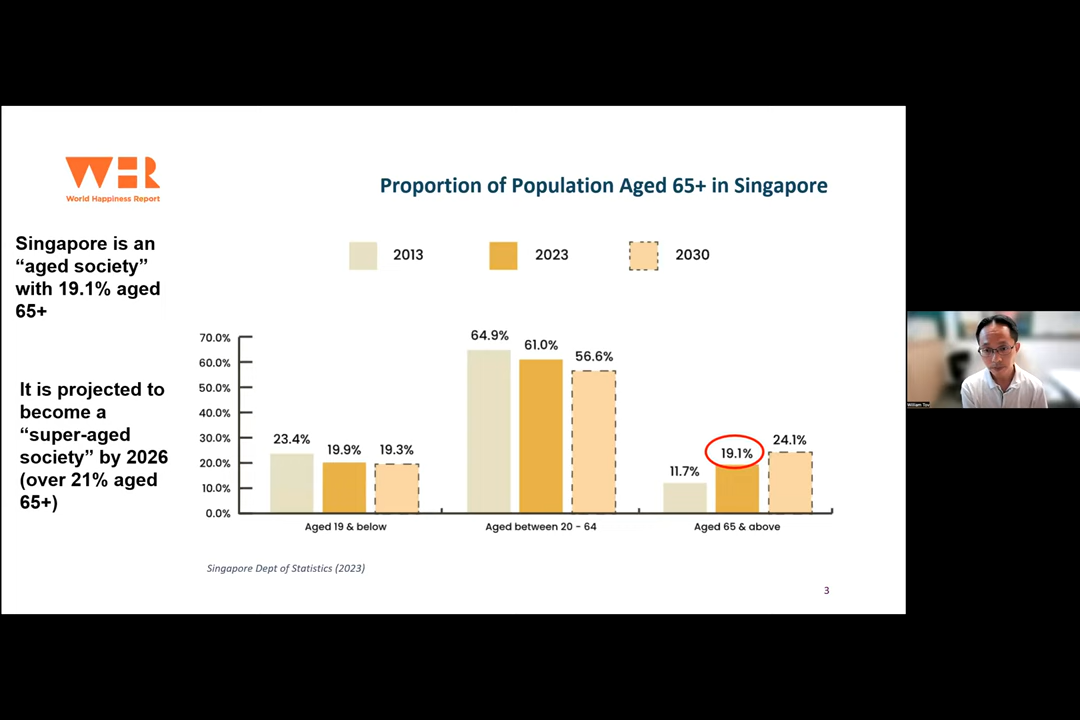 WHR
World Happiness Report
Proportion of Population Aged 65+ in Singapore
Singapore is an
“aged society”
with 19.1% aged
65+
It is projected to
become a
“super-aged
society” by 2026
(over 21% aged
65+)
2013
2023
2030
70.0%
60.0%
50.0%
40.0%
30.0%
20.0%
10.0%
0.0%
23.4%
19.9%
19.3%
64.9%
61.0%
56.6%
11.7%
19.1%
24.1%
Aged 19 & below
Aged between 20 - 64
Aged 65 & above
Singapore Dept of Statistics (2023)
3
William Tov